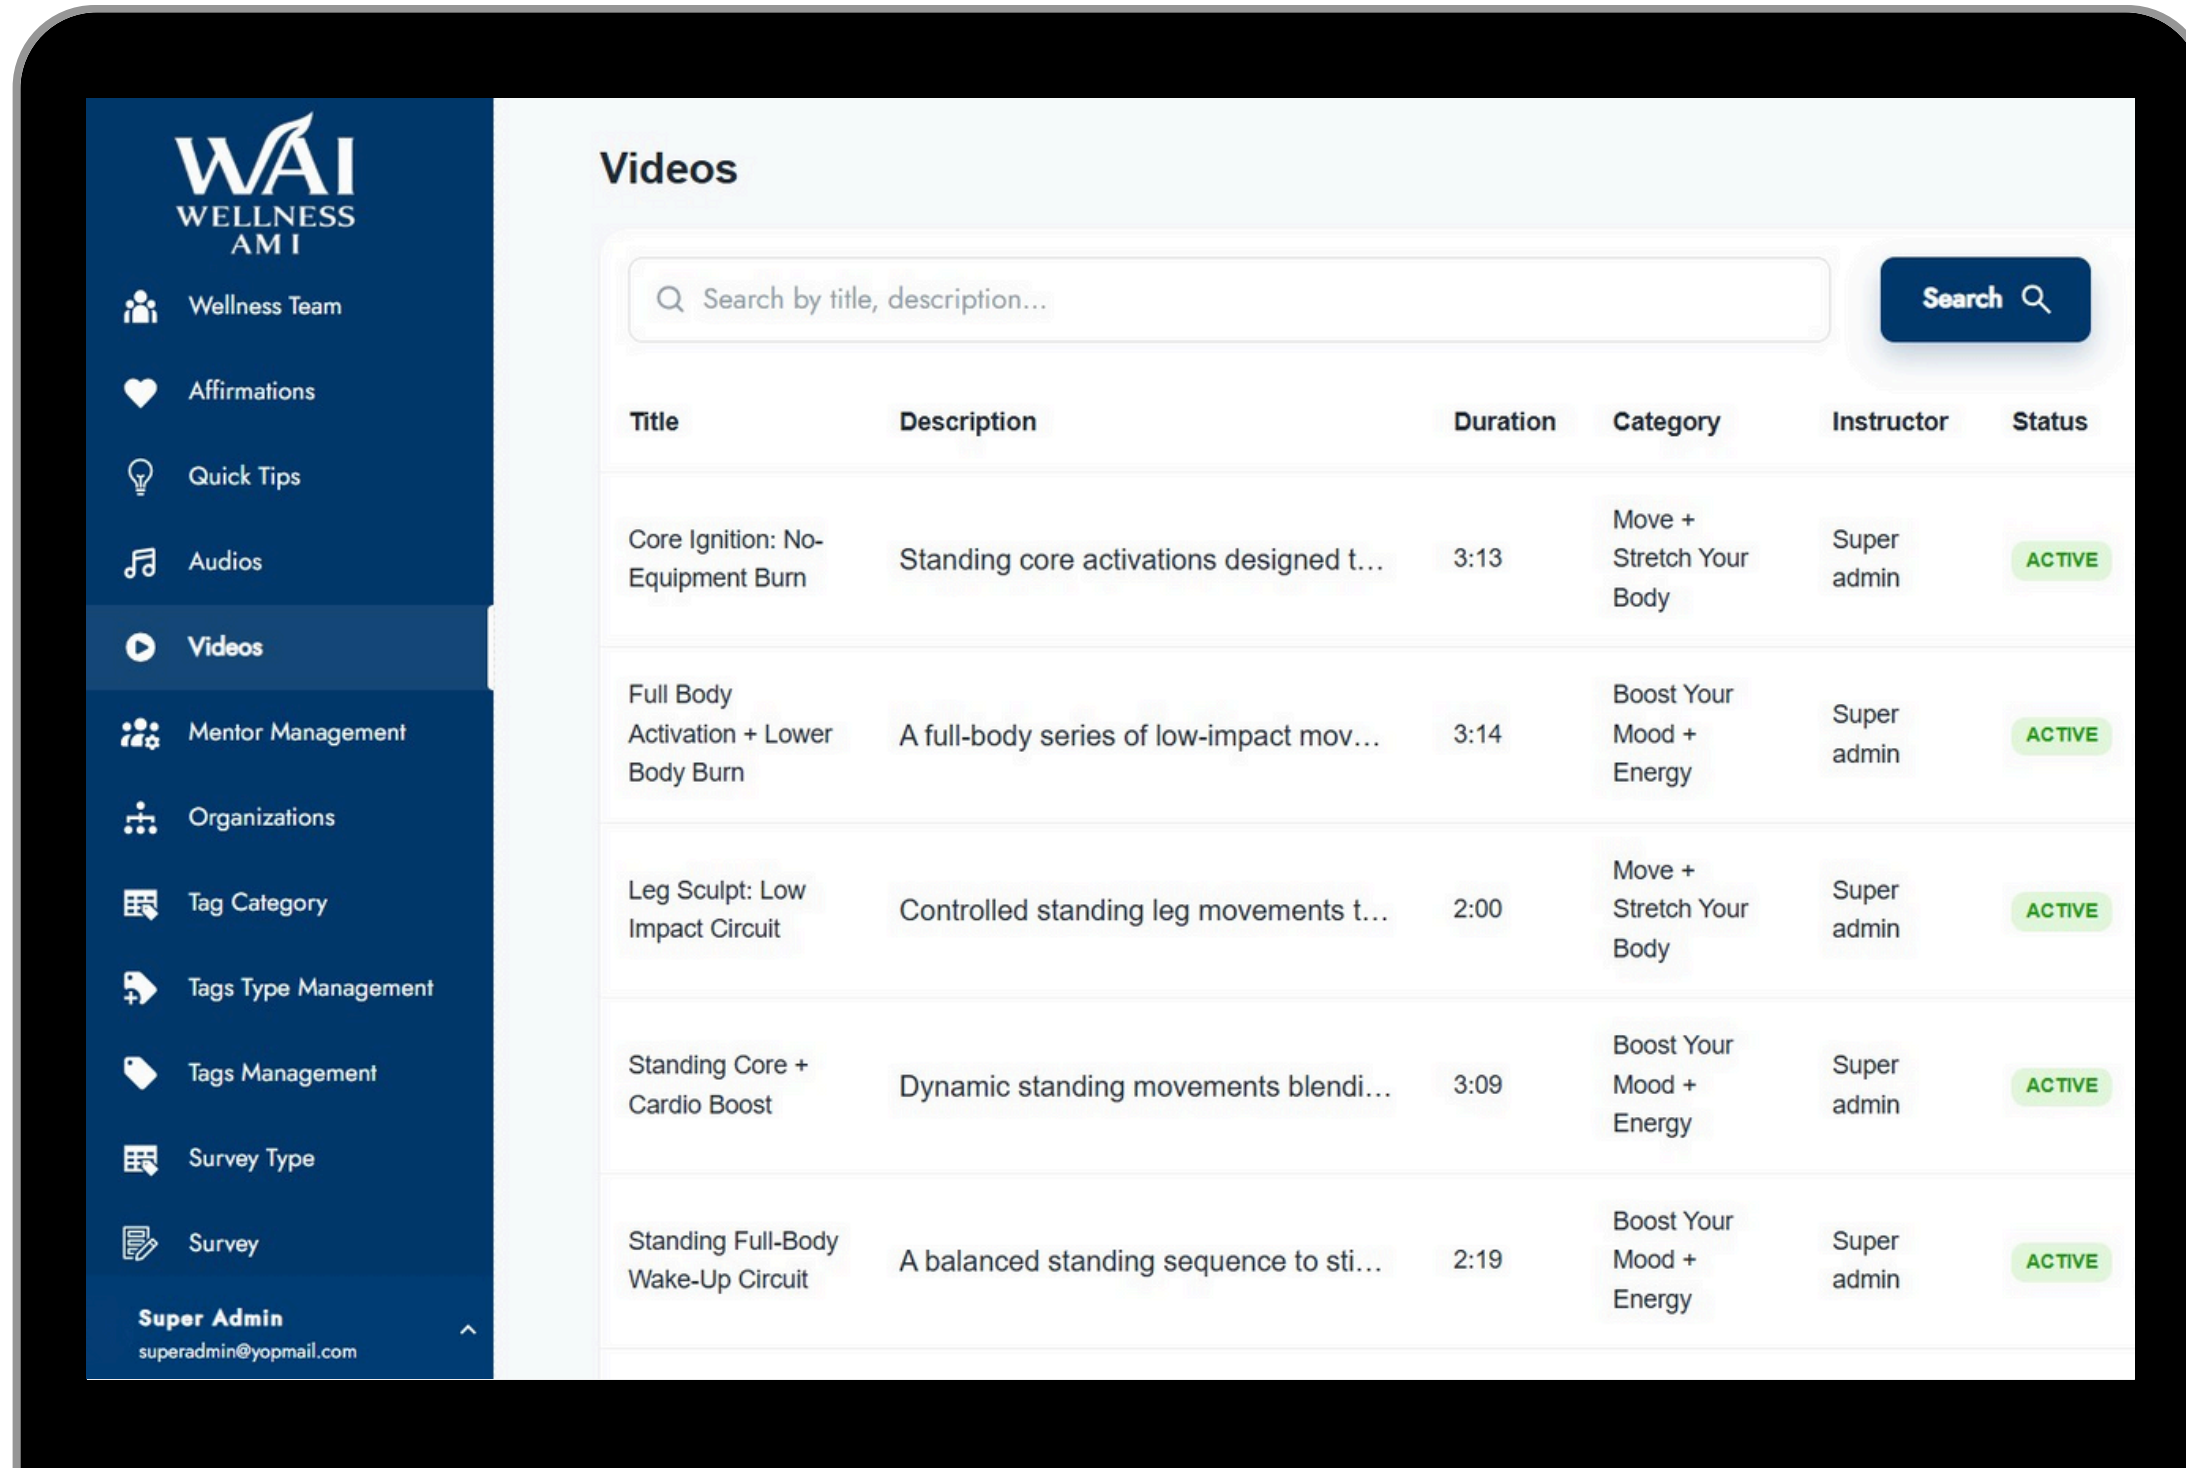 WAI
WELLNESS
AM I
Wellness Team
Affirmations
Quick Tips
Audios
Videos
Mentor Management
Organizations
Tag Category
Tags Type Management
Tags Management
Survey Type
Survey
Super Admin
superadmin@yopmail.com
Videos
Search by title, description...
Search
Title Description Duration Category Instructor Status
Core Ignition: No-
Equipment Burn
Standing core activations designed t...
3:13
Move +
Stretch Your
Body
Super
admin
ACTIVE
Full Body
Activation + Lower
Body Burn
A full-body series of low-impact mov...
3:14
Boost Your
Mood +
Energy
Super
admin
ACTIVE
Leg Sculpt: Low
Impact Circuit
Controlled standing leg movements t...
2:00
Move +
Stretch Your
Body
Super
admin
ACTIVE
Standing Core +
Cardio Boost
Dynamic standing movements blendi...
3:09
Boost Your
Mood +
Energy
Super
admin
ACTIVE
Standing Full-Body
Wake-Up Circuit
A balanced standing sequence to sti...
2:19
Boost Your
Mood +
Energy
Super
admin
ACTIVE